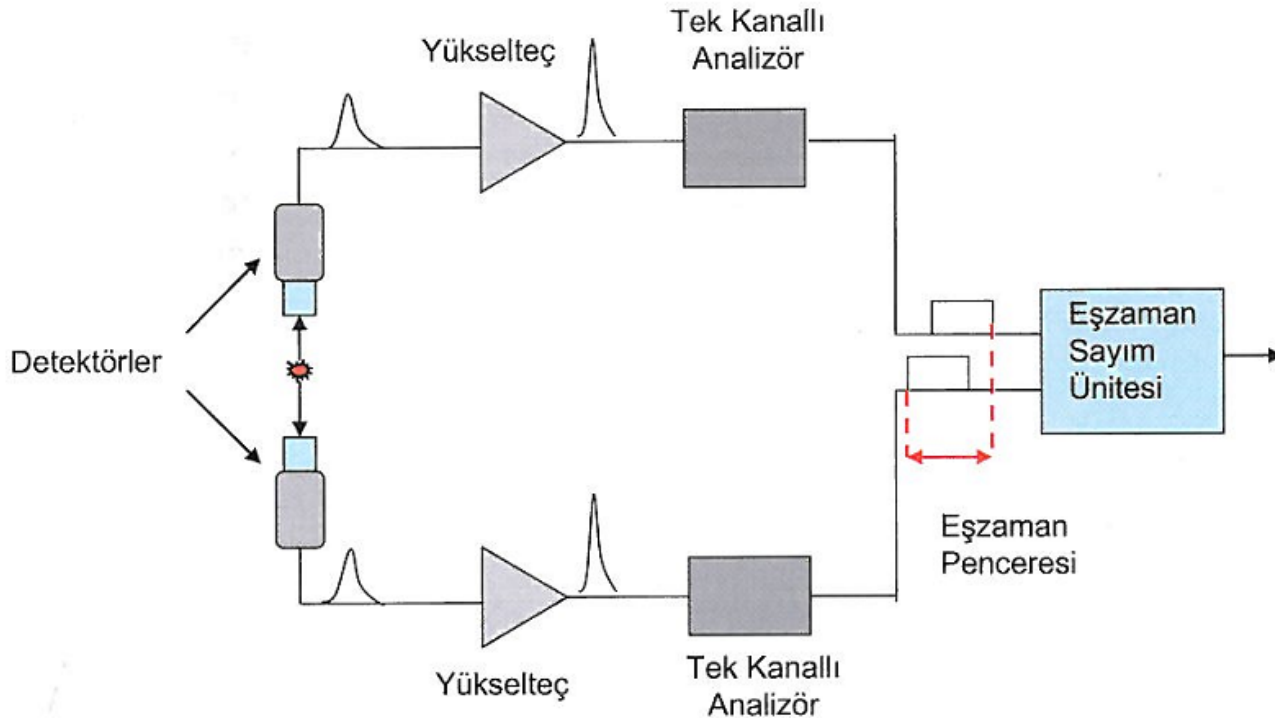 Tek Kanallı
Analizör
Yükselteç
Detektörler
Eşzaman
Sayım
Ünitesi
Eşzaman
Penceresi
Yükselteç
Tek Kanallı
Analizör